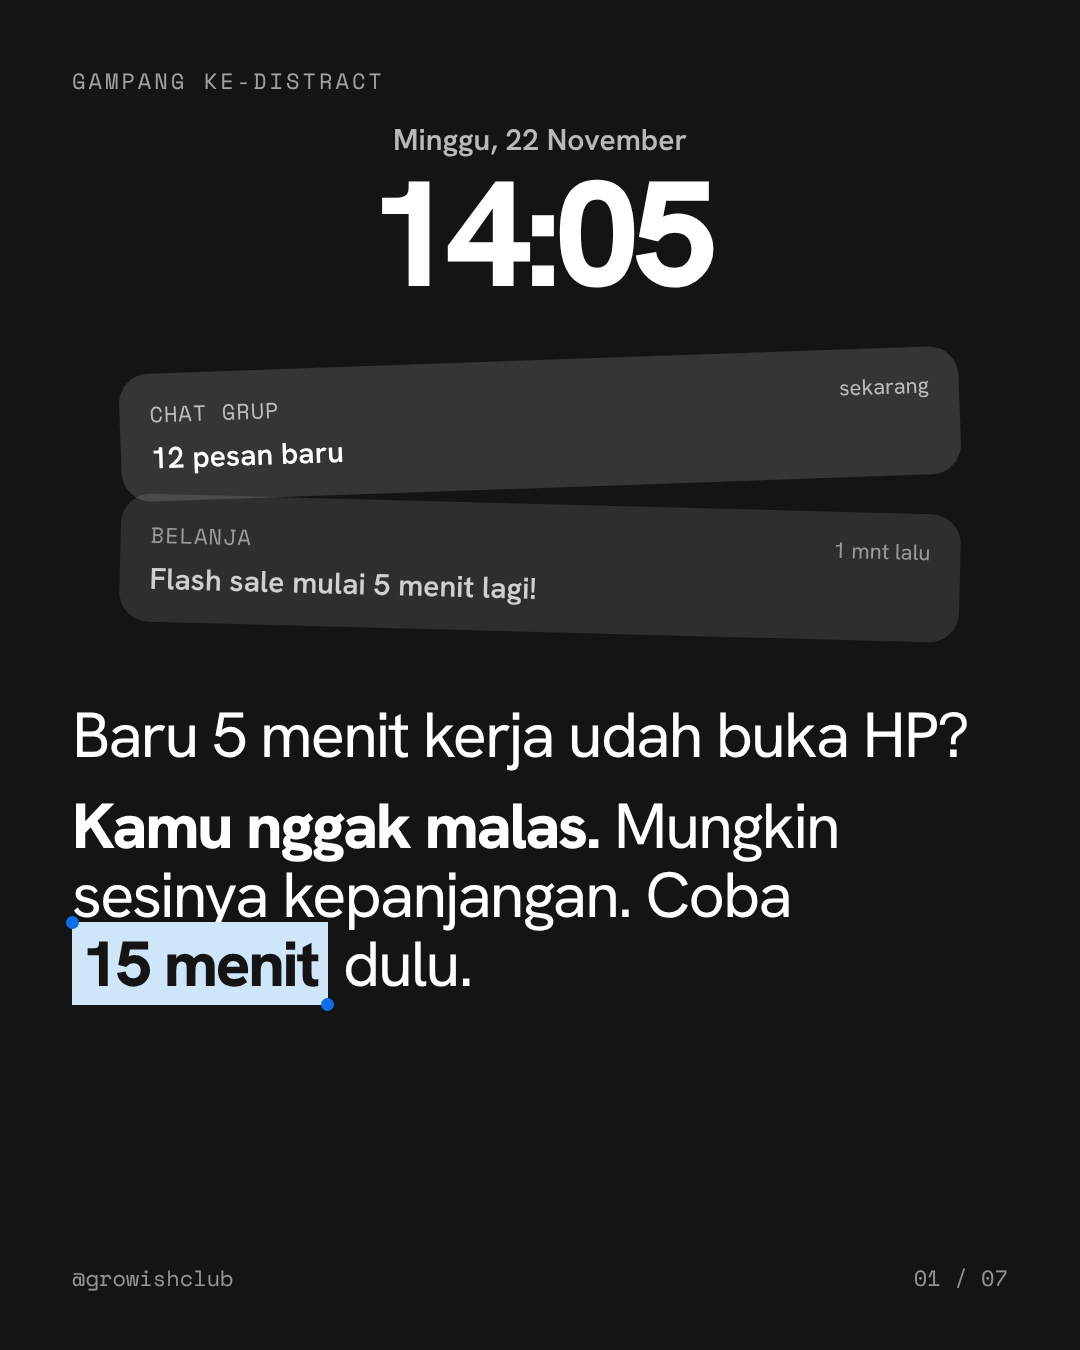 GAMPANG KE-DISTRACT
Minggu, 22 November
14:05
CHAT GRUP
sekarang
12 pesan baru
BELANJA
1 mnt lalu
Flash sale mulai 5 menit lagi!
Baru 5 menit kerja udah buka HP?
Kamu nggak malas. Mungkin
sesinya kepanjangan. Coba
15 menit dulu.
@growishclub
01 / 07